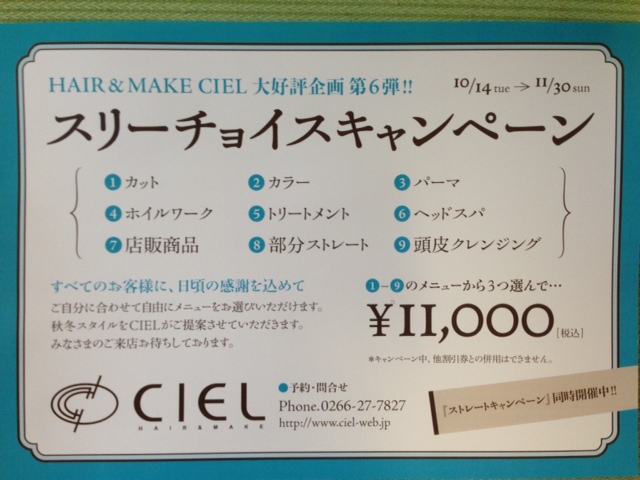 HAIR & MAKE CIEL 大好評企画 第6弾!!
10/14 tue → 11/30 sun
スリーチョイスキャンペーン
1 カット 2 カラー 3 パーマ
4 ホイルワーク 5 トリートメント 6 ヘッドスパ
7 店販商品 8 部分ストレート 9 頭皮クレンジング
すべてのお客様に、日頃の感謝を込めて
ご自分に合わせて自由にメニューをお選びいただけます。
秋冬スタイルをCIELがご提案させていただきます。
みなさまのご来店お待ちしております。
1–9のメニューから3つ選んで…
¥11,000 [税込]
*キャンペーン中、他割引券との併用はできません。
CIEL
HAIR & MAKE
●予約・問合せ
Phone.0266-27-7827
http://www.ciel-web.jp
『ストレートキャンペーン』同時開催中!!